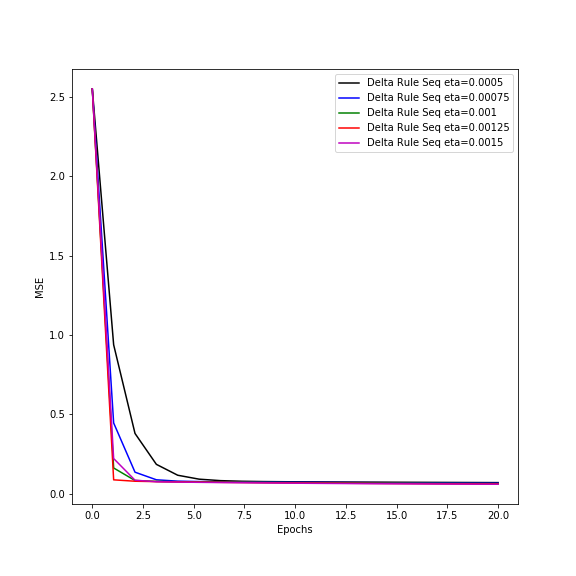 Delta Rule Seq eta=0.0005
Delta Rule Seq eta=0.00075
Delta Rule Seq eta=0.001
Delta Rule Seq eta=0.00125
Delta Rule Seq eta=0.0015
2.5
2.0
1.5
1.0
0.5
0.0
MSE
0.0 2.5 5.0 7.5 10.0 12.5 15.0 17.5 20.0
Epochs